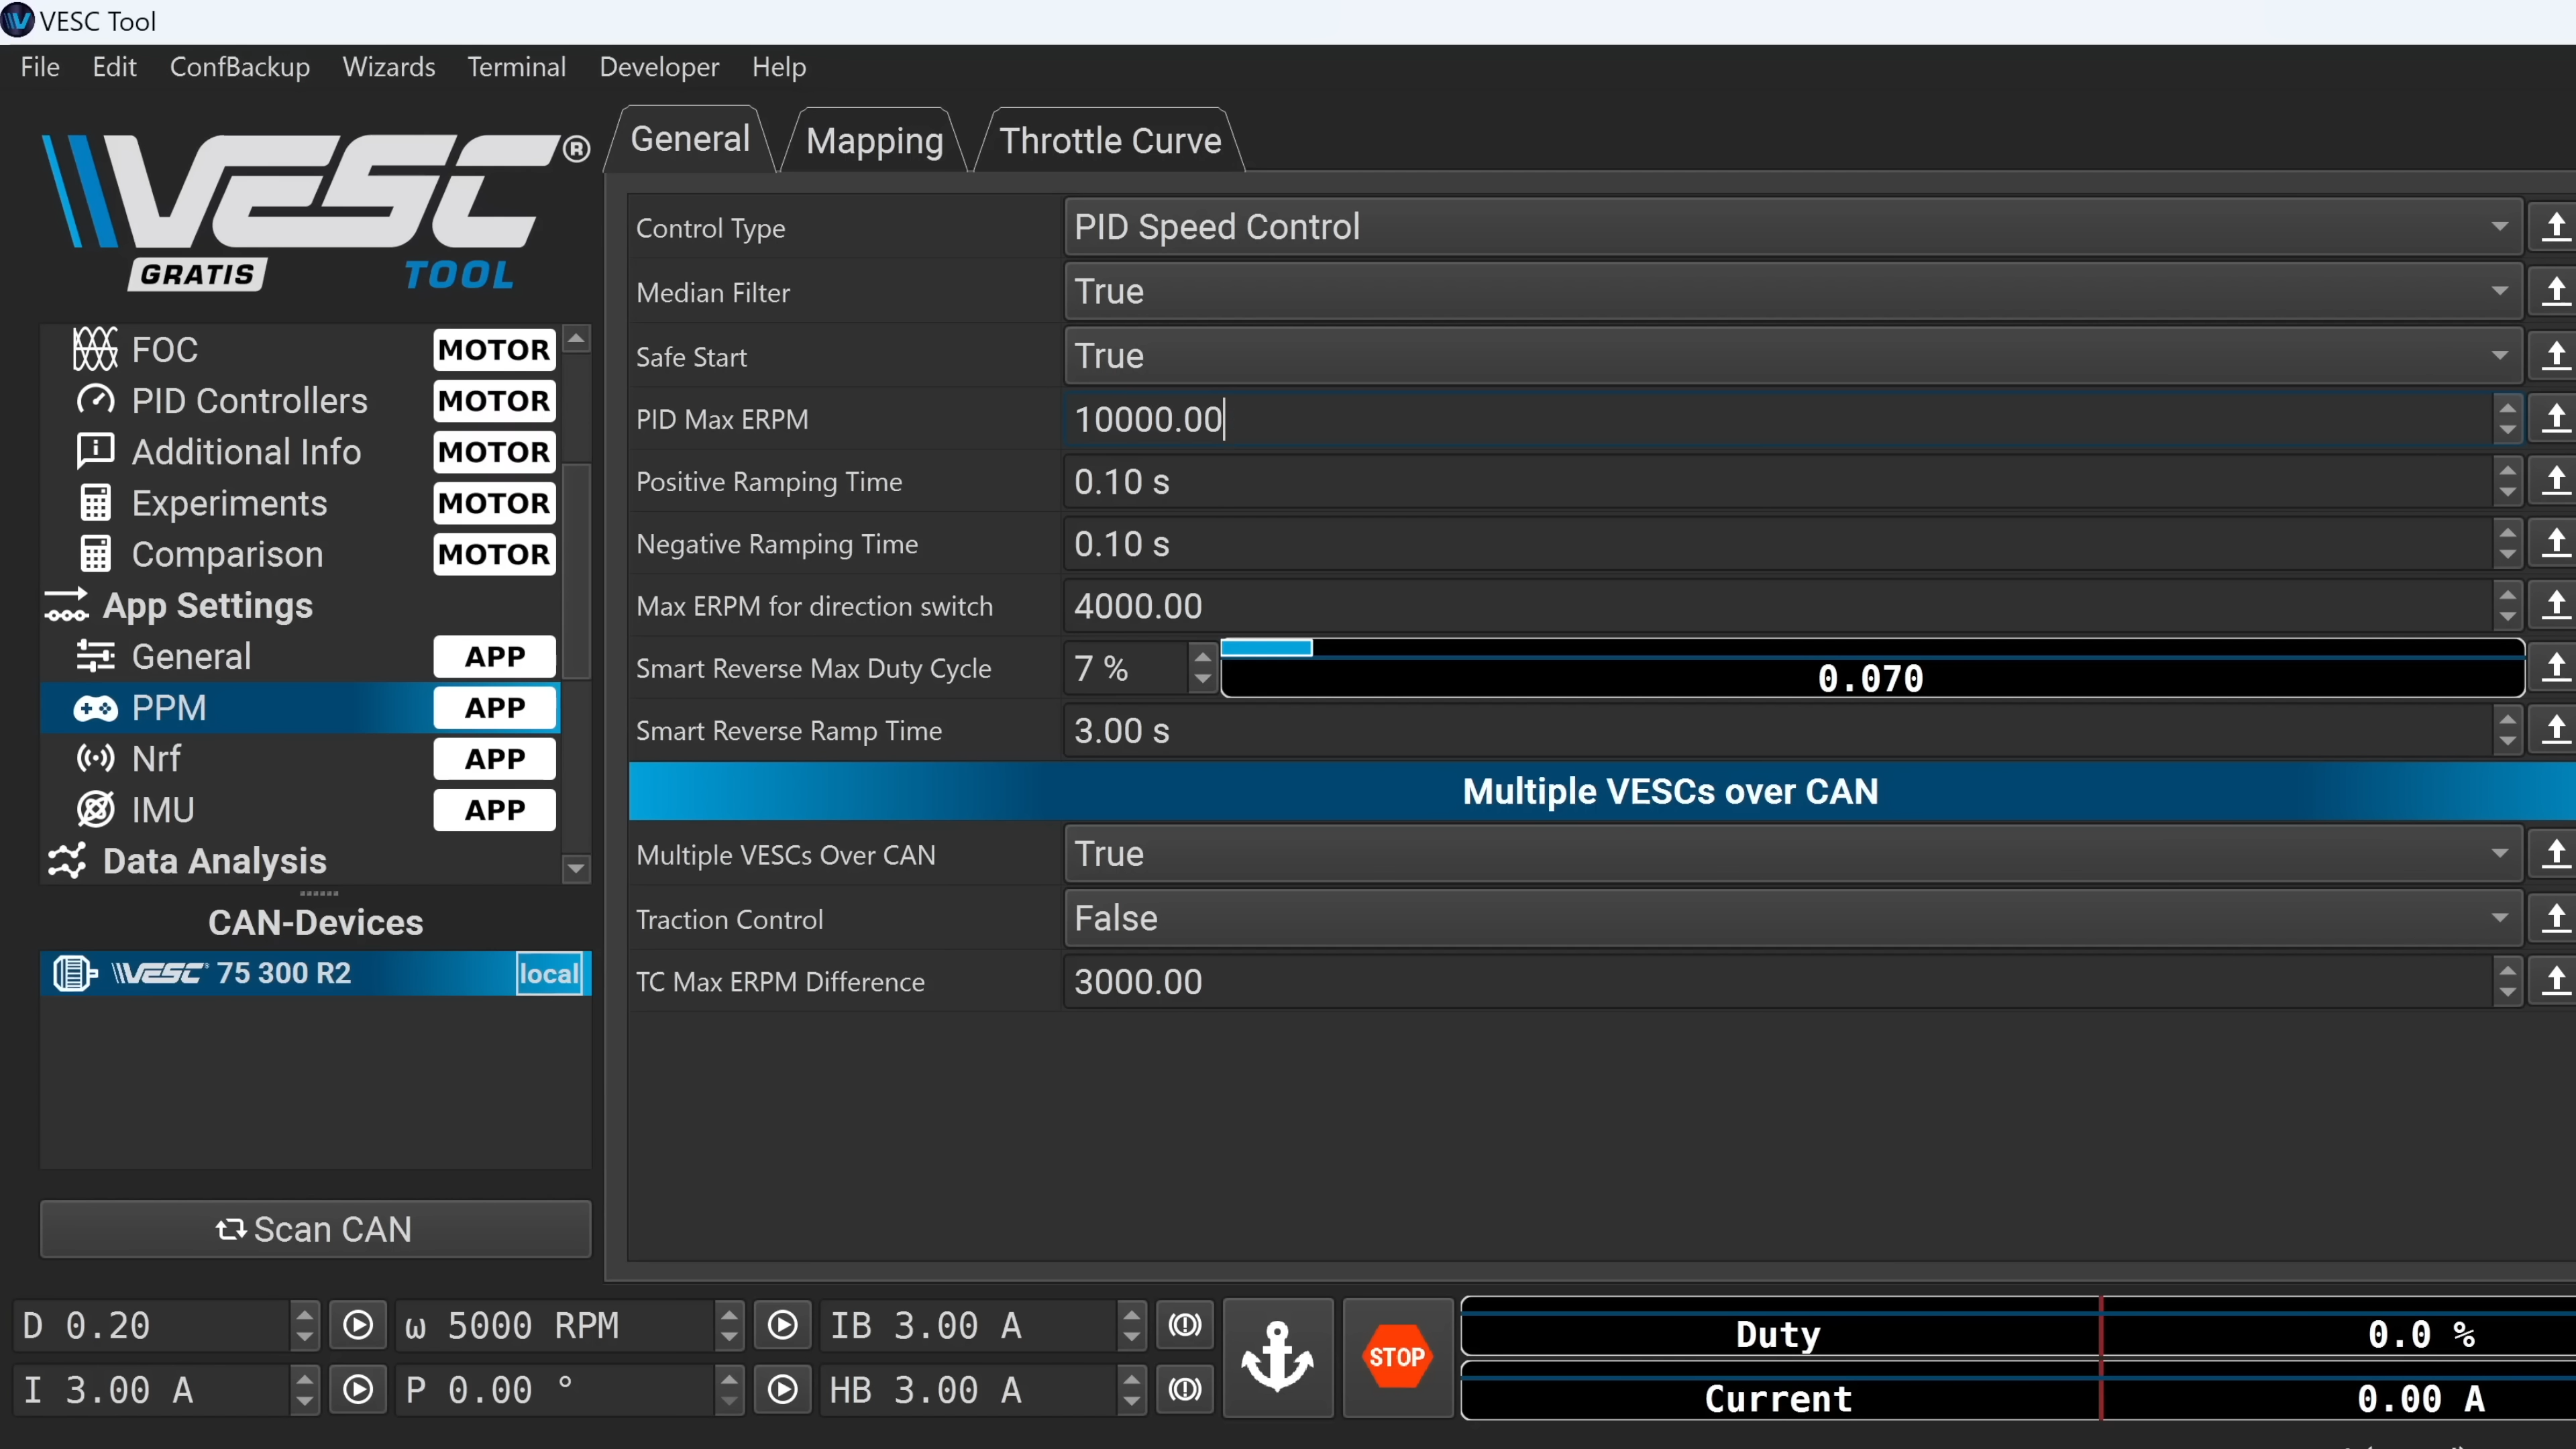 VESC Tool
File Edit ConfBackup Wizards Terminal Developer Help
VESC®
GRATIS TOOL
General Mapping Throttle Curve
FOC MOTOR
PID Controllers MOTOR
Additional Info MOTOR
Experiments MOTOR
Comparison MOTOR
App Settings
General APP
PPM APP
Nrf APP
IMU APP
Data Analysis
CAN-Devices
VESC 75 300 R2 local
Scan CAN
Control Type PID Speed Control
Median Filter True
Safe Start True
PID Max ERPM 10000.00
Positive Ramping Time 0.10 s
Negative Ramping Time 0.10 s
Max ERPM for direction switch 4000.00
Smart Reverse Max Duty Cycle 7 % 0.070
Smart Reverse Ramp Time 3.00 s
Multiple VESCs over CAN
Multiple VESCs Over CAN True
Traction Control False
TC Max ERPM Difference 3000.00
D 0.20 ω 5000 RPM IB 3.00 A
I 3.00 A P 0.00 ° HB 3.00 A
STOP
Duty 0.0 %
Current 0.00 A